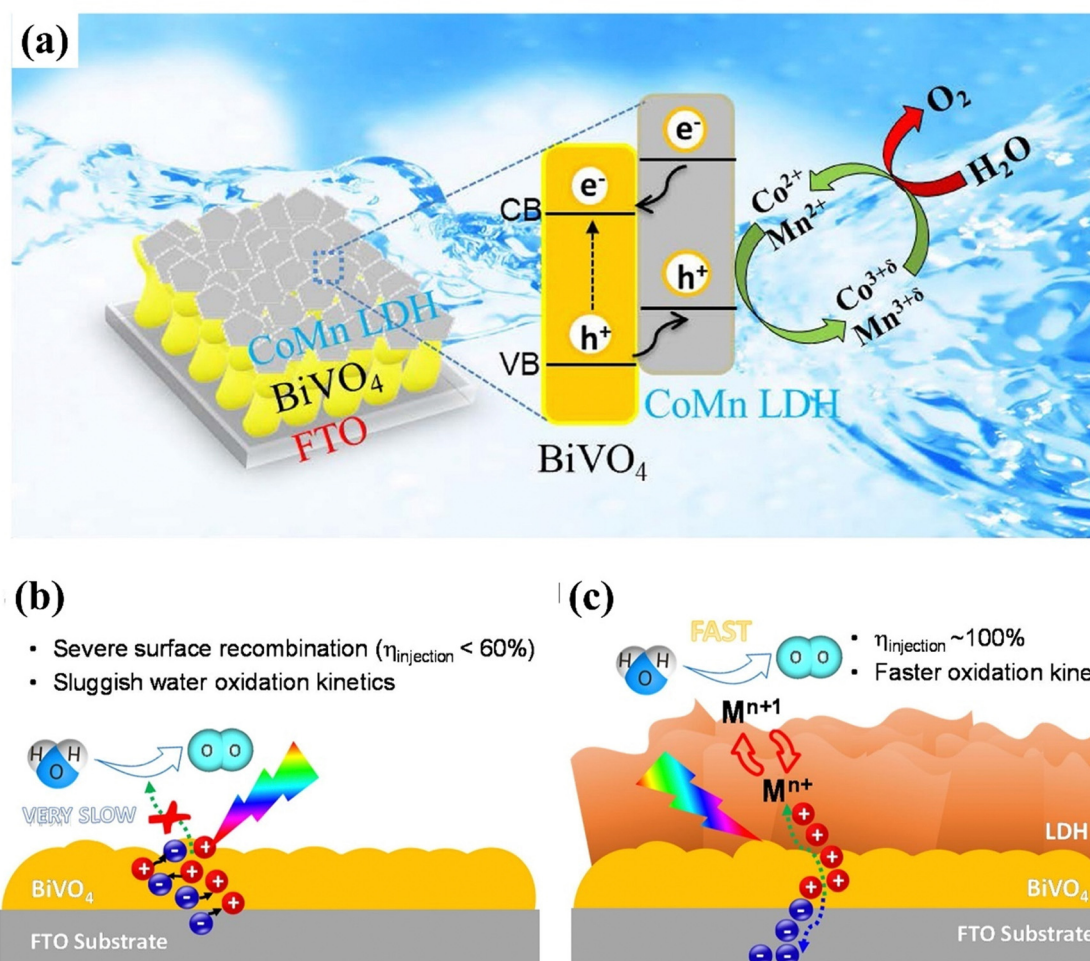 (a)
O₂
H₂O
Co²⁺
Mn²⁺
Co³⁺ᵟ
Mn³⁺ᵟ
e⁻
e⁻
CB
h⁺
h⁺
VB
CoMn LDH
BiVO₄
FTO
CoMn LDH
BiVO₄
(b)
• Severe surface recombination (ηinjection < 60%)
• Sluggish water oxidation kinetics
H H
O
O O
VERY SLOW
+ - + - + - + -
BiVO₄
FTO Substrate
(c)
FAST
• ηinjection ~100%
• Faster oxidation kine
H H
O
O O
Mⁿ⁺¹
Mⁿ⁺
+ + + + + - - - -
LDH
BiVO₄
FTO Substrate